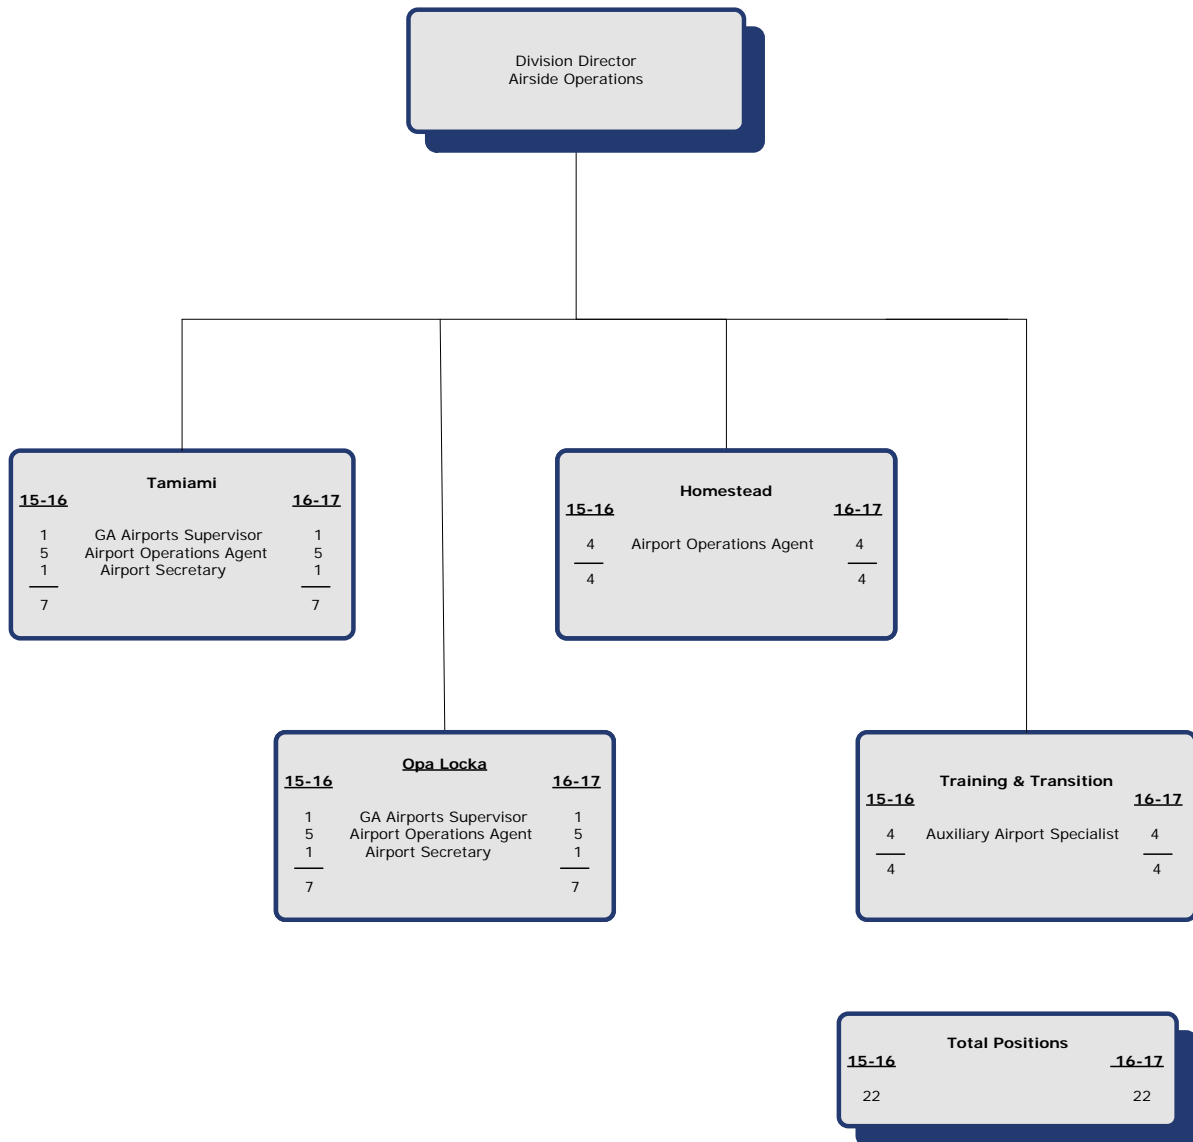 Division Director
Airside Operations
Tamiami
15-16 16-17
1 GA Airports Supervisor 1
5 Airport Operations Agent 5
1 Airport Secretary 1
7 7
Homestead
15-16 16-17
4 Airport Operations Agent 4
4 4
Opa Locka
15-16 16-17
1 GA Airports Supervisor 1
5 Airport Operations Agent 5
1 Airport Secretary 1
7 7
Training & Transition
15-16 16-17
4 Auxiliary Airport Specialist 4
4 4
Total Positions
15-16 16-17
22 22